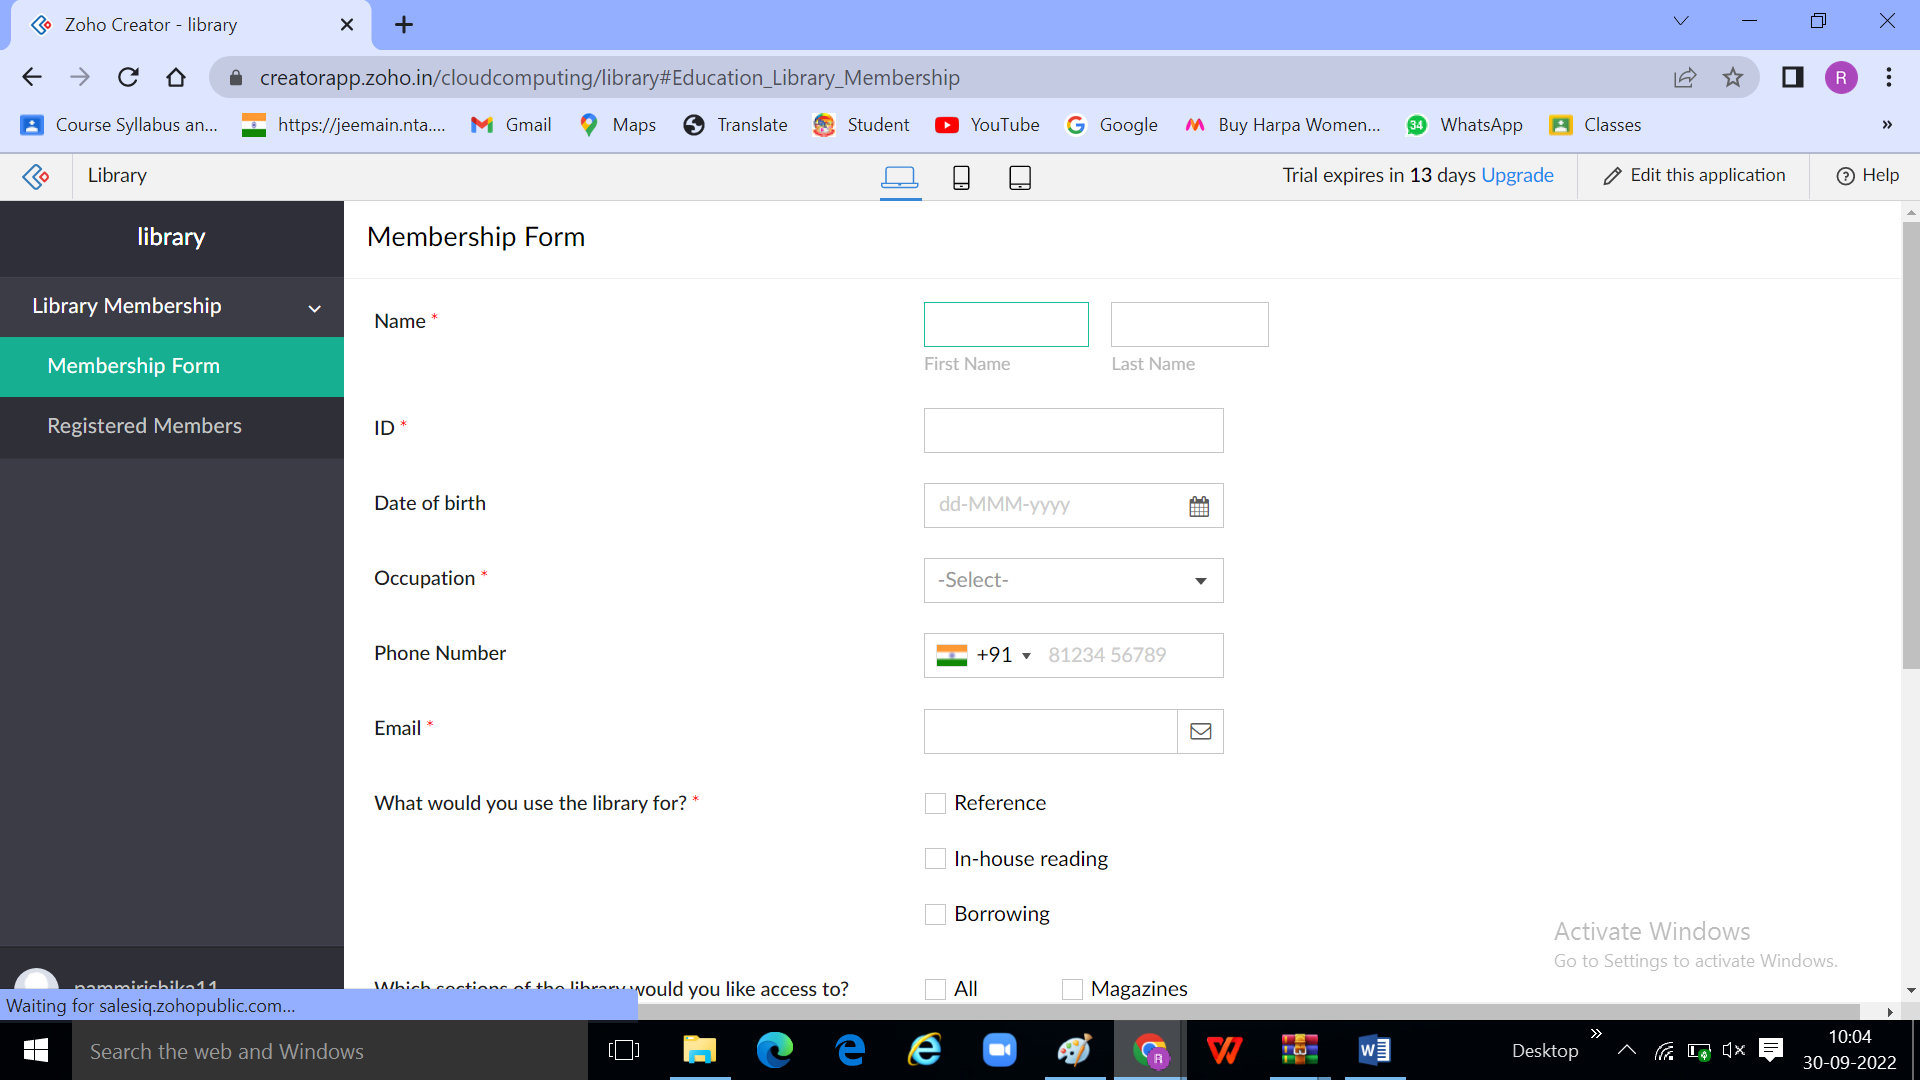 Zoho Creator - library
creatorapp.zoho.in/cloudcomputing/library#Education_Library_Membership
R
Course Syllabus an...
https://jeemain.nta....
Gmail
Maps
Translate
Student
YouTube
Google
Buy Harpa Women...
34
WhatsApp
Classes
»
Library
Trial expires in 13 days Upgrade
Edit this application
Help
library
Membership Form
Library Membership
Membership Form
Registered Members
Name *
First Name
Last Name
ID *
Date of birth
dd-MMM-yyyy
Occupation *
-Select-
Phone Number
+91
81234 56789
Email *
What would you use the library for? *
Reference
In-house reading
Borrowing
Which sections of the library would you like access to?
All
Magazines
Activate Windows
Go to Settings to activate Windows.
Waiting for salesiq.zohopublic.com...
Search the web and Windows
Desktop
»
10:04
30-09-2022